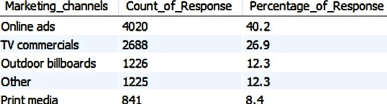 Marketing_channels Count_of_Response Percentage_of_Response
Online ads 4020 40.2
TV commercials 2688 26.9
Outdoor billboards 1226 12.3
Other 1225 12.3
Print media 841 8.4